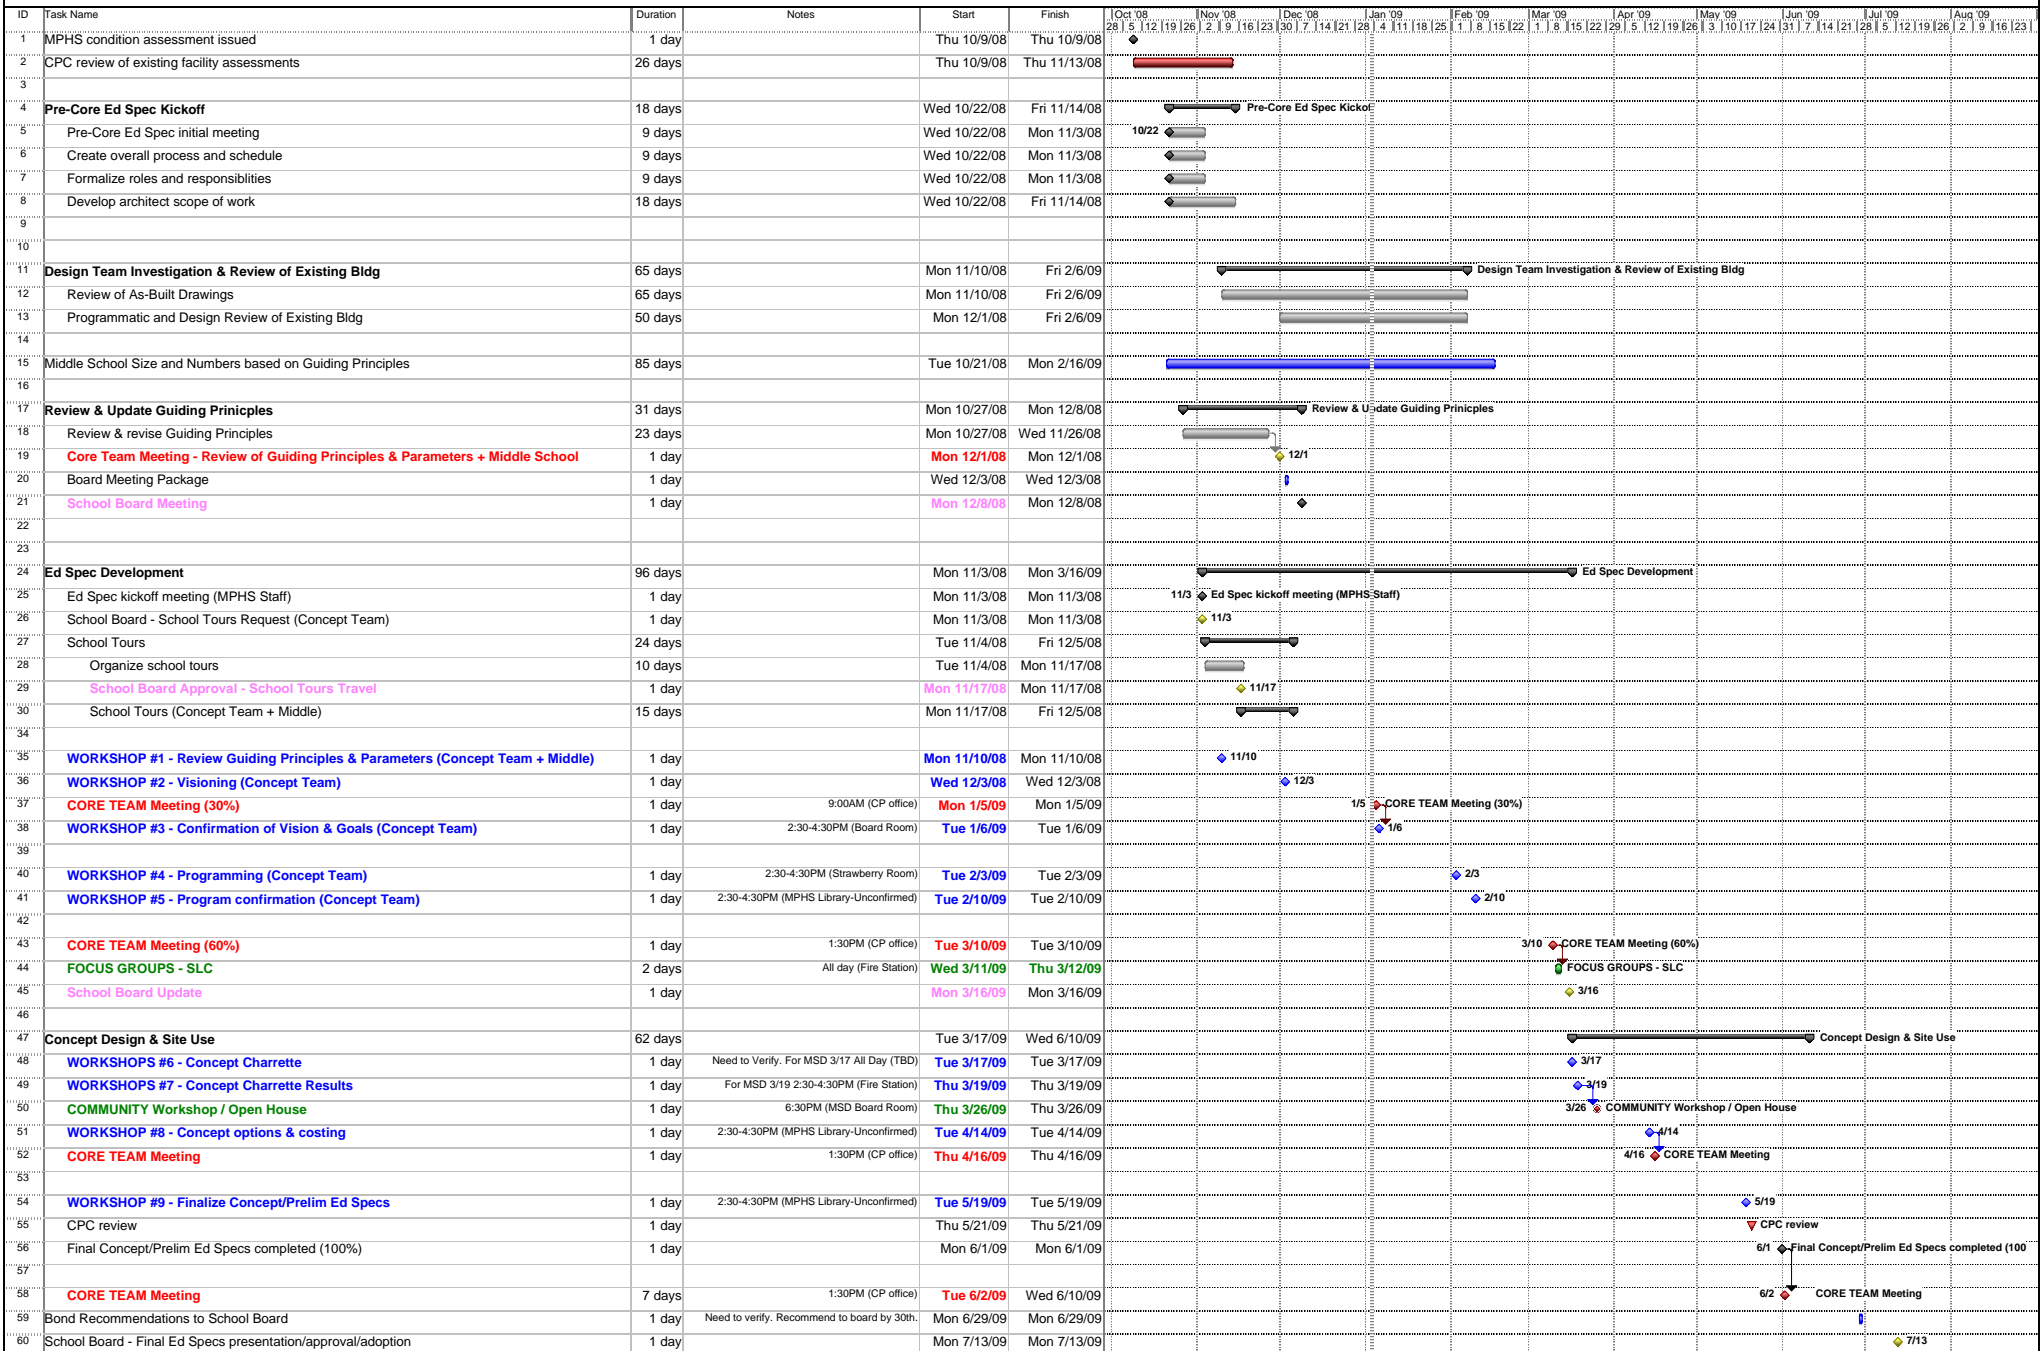 ID Task Name Duration Notes Start Finish Oct '08 Nov '08 Dec '08 Jan '09 Feb '09 Mar '09 Apr '09 May '09 Jun '09 Jul '09 Aug '09
28 5 12 19 26 2 9 16 23 30 7 14 21 28 4 11 18 25 1 8 15 22 1 8 15 22 29 5 12 19 26 3 10 17 24 31 7 14 21 28 5 12 19 26 2 9 16 23
1 MPHS condition assessment issued 1 day Thu 10/9/08 Thu 10/9/08
2 CPC review of existing facility assessments 26 days Thu 10/9/08 Thu 11/13/08
3
4 Pre-Core Ed Spec Kickoff 18 days Wed 10/22/08 Fri 11/14/08 Pre-Core Ed Spec Kickof
5 Pre-Core Ed Spec initial meeting 9 days Wed 10/22/08 Mon 11/3/08 10/22
6 Create overall process and schedule 9 days Wed 10/22/08 Mon 11/3/08
7 Formalize roles and responsiblities 9 days Wed 10/22/08 Mon 11/3/08
8 Develop architect scope of work 18 days Wed 10/22/08 Fri 11/14/08
9
10
11 Design Team Investigation & Review of Existing Bldg 65 days Mon 11/10/08 Fri 2/6/09 Design Team Investigation & Review of Existing Bldg
12 Review of As-Built Drawings 65 days Mon 11/10/08 Fri 2/6/09
13 Programmatic and Design Review of Existing Bldg 50 days Mon 12/1/08 Fri 2/6/09
14
15 Middle School Size and Numbers based on Guiding Principles 85 days Tue 10/21/08 Mon 2/16/09
16
17 Review & Update Guiding Prinicples 31 days Mon 10/27/08 Mon 12/8/08 Review & Update Guiding Prinicples
18 Review & revise Guiding Principles 23 days Mon 10/27/08 Wed 11/26/08
19 Core Team Meeting - Review of Guiding Principles & Parameters + Middle School 1 day Mon 12/1/08 Mon 12/1/08 12/1
20 Board Meeting Package 1 day Wed 12/3/08 Wed 12/3/08
21 School Board Meeting 1 day Mon 12/8/08 Mon 12/8/08
22
23
24 Ed Spec Development 96 days Mon 11/3/08 Mon 3/16/09 Ed Spec Development
25 Ed Spec kickoff meeting (MPHS Staff) 1 day Mon 11/3/08 Mon 11/3/08 11/3 Ed Spec kickoff meeting (MPHS Staff)
26 School Board - School Tours Request (Concept Team) 1 day Mon 11/3/08 Mon 11/3/08 11/3
27 School Tours 24 days Tue 11/4/08 Fri 12/5/08
28 Organize school tours 10 days Tue 11/4/08 Mon 11/17/08
29 School Board Approval - School Tours Travel 1 day Mon 11/17/08 Mon 11/17/08 11/17
30 School Tours (Concept Team + Middle) 15 days Mon 11/17/08 Fri 12/5/08
34
35 WORKSHOP #1 - Review Guiding Principles & Parameters (Concept Team + Middle) 1 day Mon 11/10/08 Mon 11/10/08 11/10
36 WORKSHOP #2 - Visioning (Concept Team) 1 day Wed 12/3/08 Wed 12/3/08 12/3
37 CORE TEAM Meeting (30%) 1 day 9:00AM (CP office) Mon 1/5/09 Mon 1/5/09 1/5 CORE TEAM Meeting (30%)
38 WORKSHOP #3 - Confirmation of Vision & Goals (Concept Team) 1 day 2:30-4:30PM (Board Room) Tue 1/6/09 Tue 1/6/09 1/6
39
40 WORKSHOP #4 - Programming (Concept Team) 1 day 2:30-4:30PM (Strawberry Room) Tue 2/3/09 Tue 2/3/09 2/3
41 WORKSHOP #5 - Program confirmation (Concept Team) 1 day 2:30-4:30PM (MPHS Library-Unconfirmed) Tue 2/10/09 Tue 2/10/09 2/10
42
43 CORE TEAM Meeting (60%) 1 day 1:30PM (CP office) Tue 3/10/09 Tue 3/10/09 3/10 CORE TEAM Meeting (60%)
44 FOCUS GROUPS - SLC 2 days All day (Fire Station) Wed 3/11/09 Thu 3/12/09 FOCUS GROUPS - SLC
45 School Board Update 1 day Mon 3/16/09 Mon 3/16/09 3/16
46
47 Concept Design & Site Use 62 days Tue 3/17/09 Wed 6/10/09 Concept Design & Site Use
48 WORKSHOPS #6 - Concept Charrette 1 day Need to Verify. For MSD 3/17 All Day (TBD) Tue 3/17/09 Tue 3/17/09 3/17
49 WORKSHOPS #7 - Concept Charrette Results 1 day For MSD 3/19 2:30-4:30PM (Fire Station) Thu 3/19/09 Thu 3/19/09 3/19
50 COMMUNITY Workshop / Open House 1 day 6:30PM (MSD Board Room) Thu 3/26/09 Thu 3/26/09 3/26 COMMUNITY Workshop / Open House
51 WORKSHOP #8 - Concept options & costing 1 day 2:30-4:30PM (MPHS Library-Unconfirmed) Tue 4/14/09 Tue 4/14/09 4/14
52 CORE TEAM Meeting 1 day 1:30PM (CP office) Thu 4/16/09 Thu 4/16/09 4/16 CORE TEAM Meeting
53
54 WORKSHOP #9 - Finalize Concept/Prelim Ed Specs 1 day 2:30-4:30PM (MPHS Library-Unconfirmed) Tue 5/19/09 Tue 5/19/09 5/19
55 CPC review 1 day Thu 5/21/09 Thu 5/21/09 CPC review
56 Final Concept/Prelim Ed Specs completed (100%) 1 day Mon 6/1/09 Mon 6/1/09 6/1 Final Concept/Prelim Ed Specs completed (100
57
58 CORE TEAM Meeting 7 days 1:30PM (CP office) Tue 6/2/09 Wed 6/10/09 6/2 CORE TEAM Meeting
59 Bond Recommendations to School Board 1 day Need to verify. Recommend to board by 30th. Mon 6/29/09 Mon 6/29/09
60 School Board - Final Ed Specs presentation/approval/adoption 1 day Mon 7/13/09 Mon 7/13/09 7/13